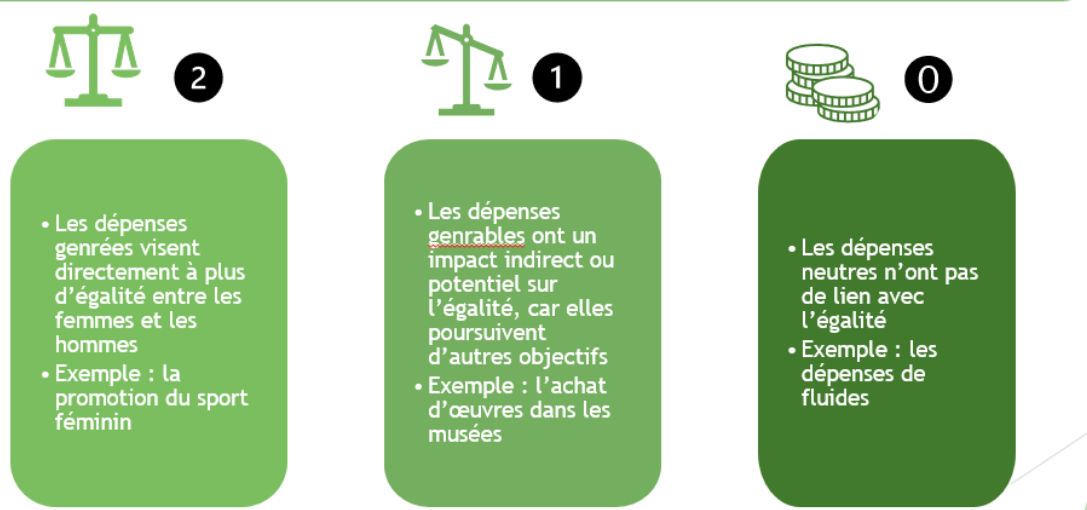 2
• Les dépenses
genrées visent
directement à plus
d’égalité entre les
femmes et les
hommes
• Exemple : la
promotion du sport
féminin
1
• Les dépenses
genrables ont un
impact indirect ou
potentiel sur
l’égalité, car elles
poursuivent
d’autres objectifs
• Exemple : l’achat
d’œuvres dans les
musées
0
• Les dépenses
neutres n’ont pas
de lien avec
l’égalité
• Exemple : les
dépenses de
fluides